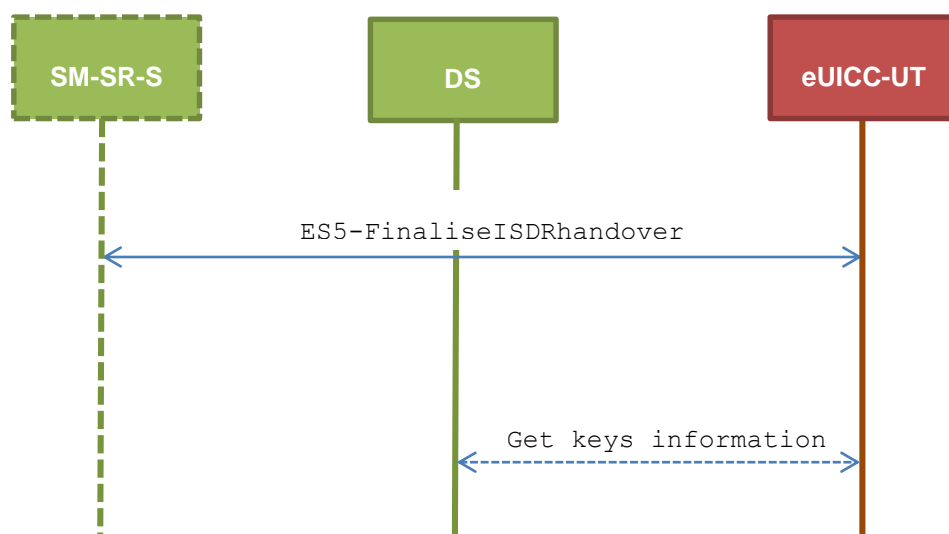 SM-SR-S
DS
eUICC-UT
ES5-FinaliseISDRhandover
Get keys information